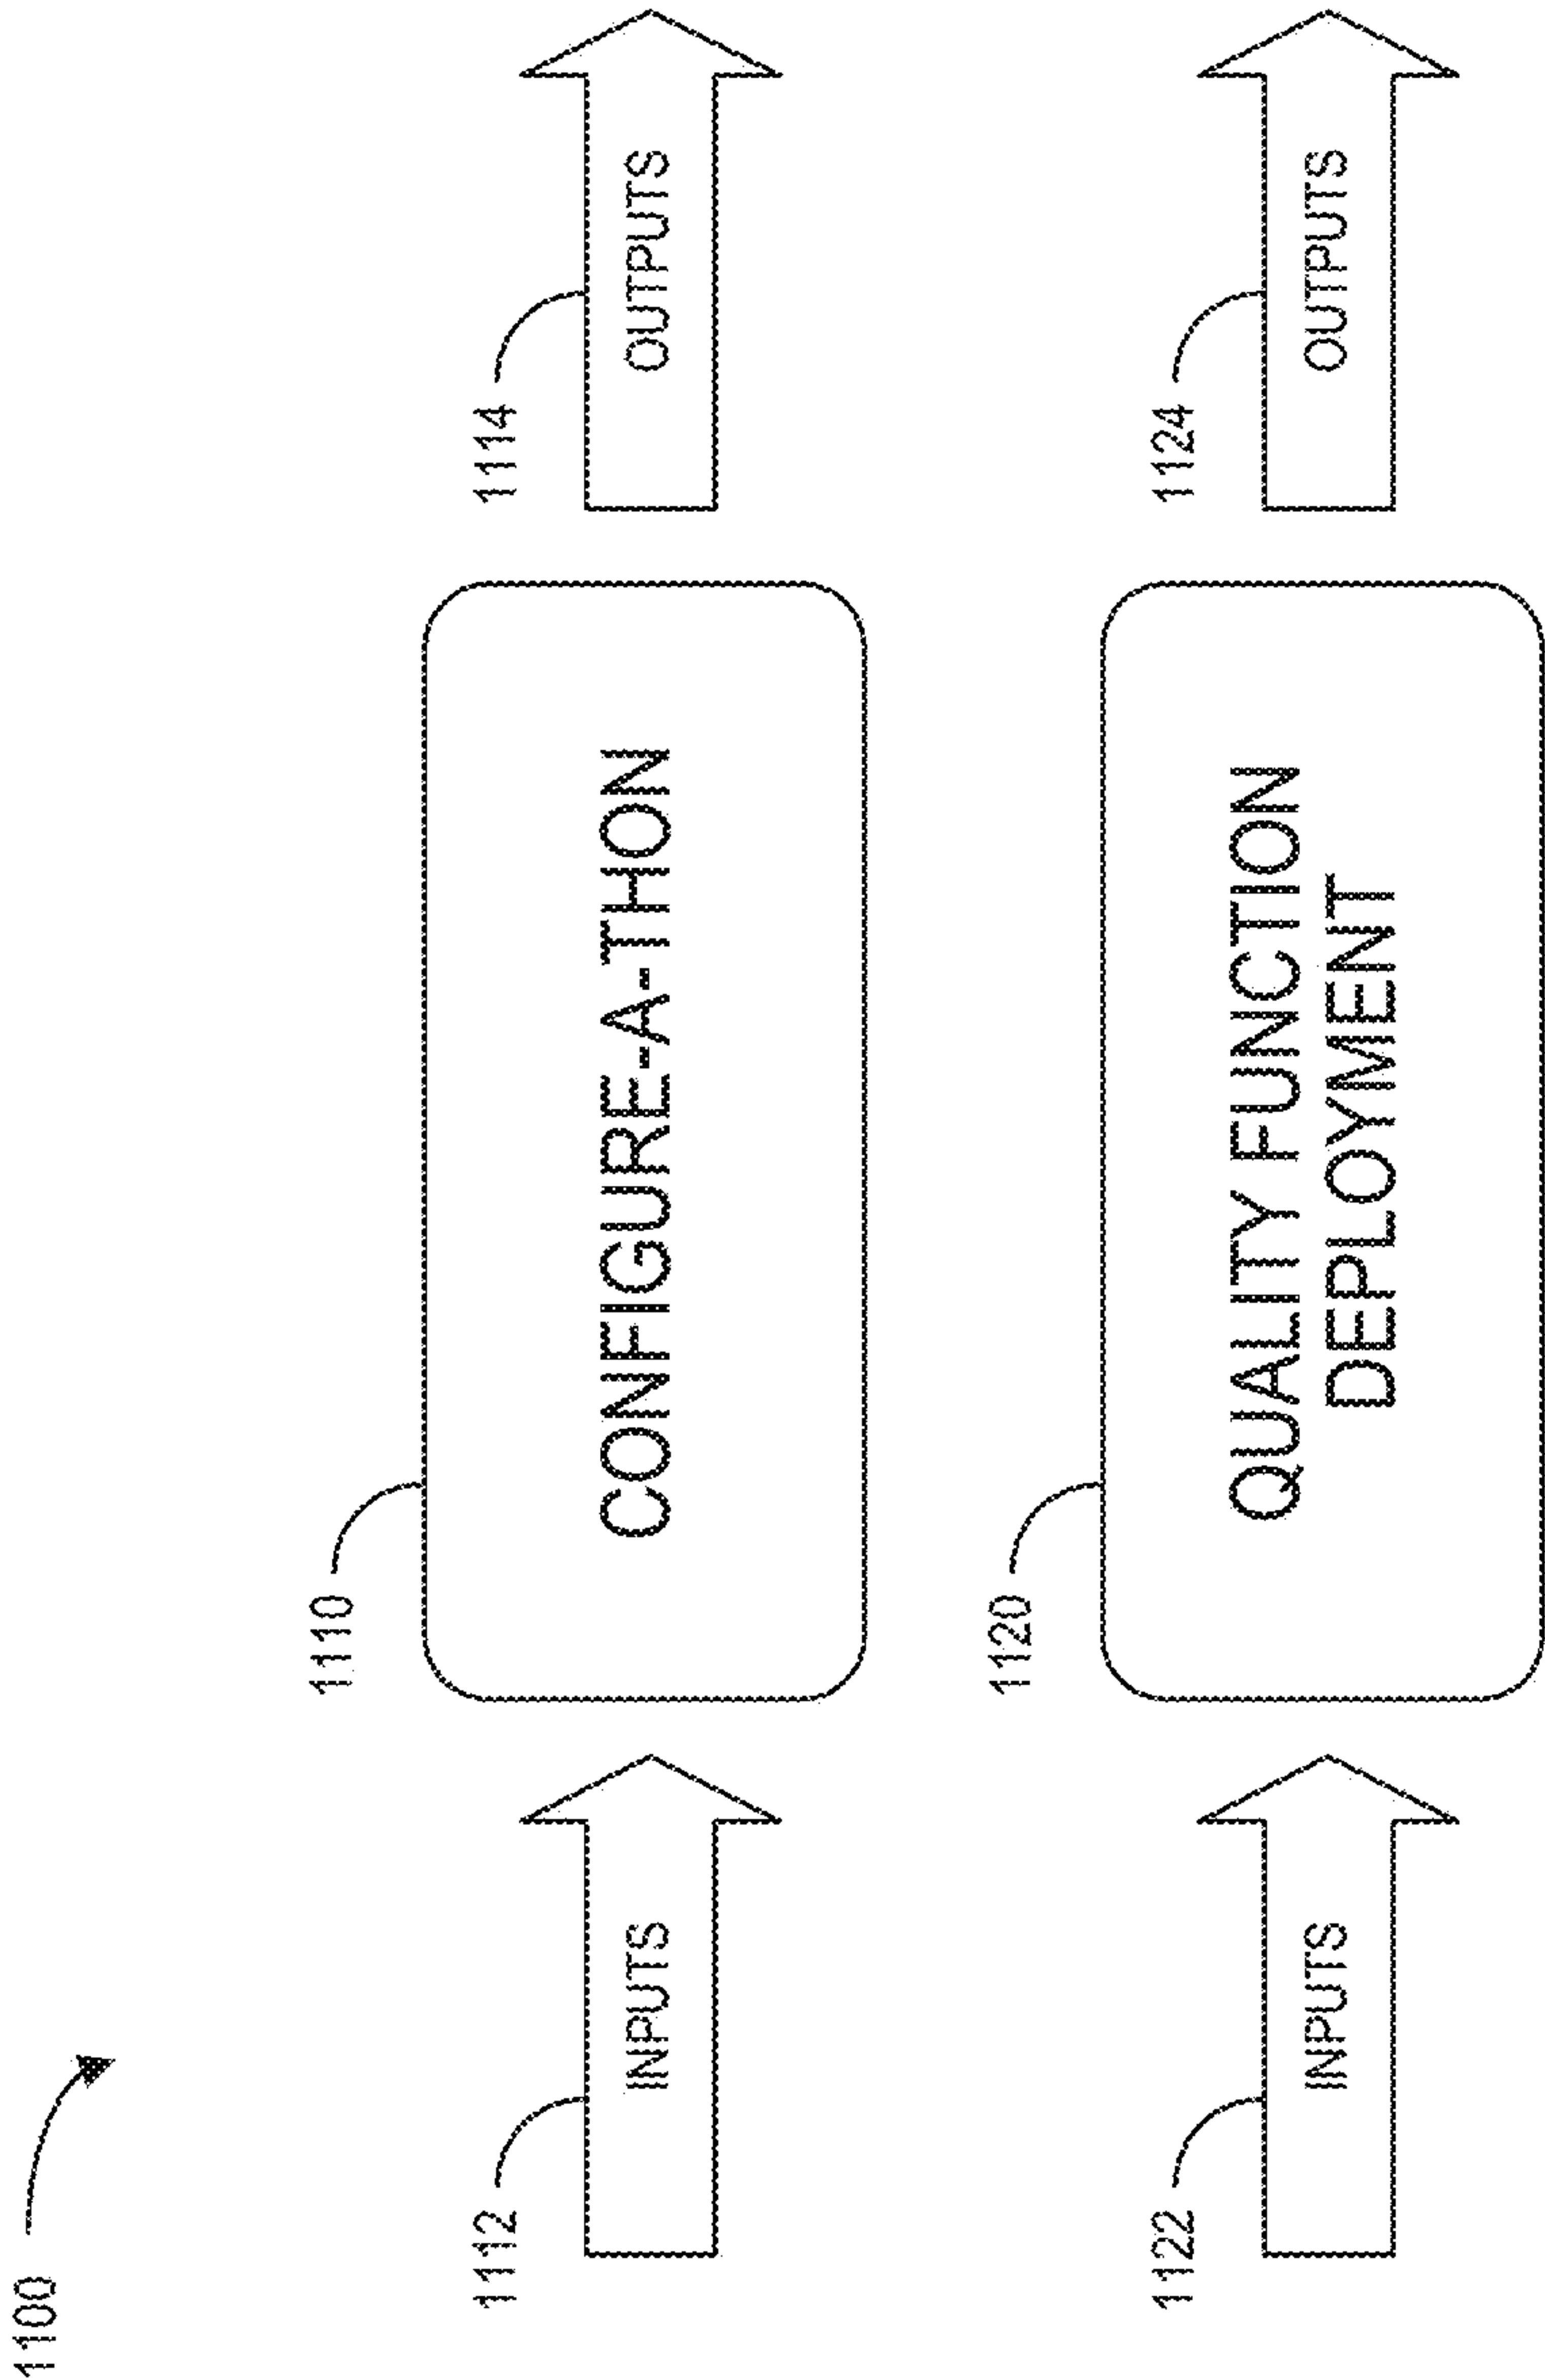 1100
1110
1112
INPUTS
CONFIGURE-A-THON
1114
OUTPUTS
1120
1122
INPUTS
QUALITY FUNCTION
DEPLOYMENT
1124
OUTPUTS